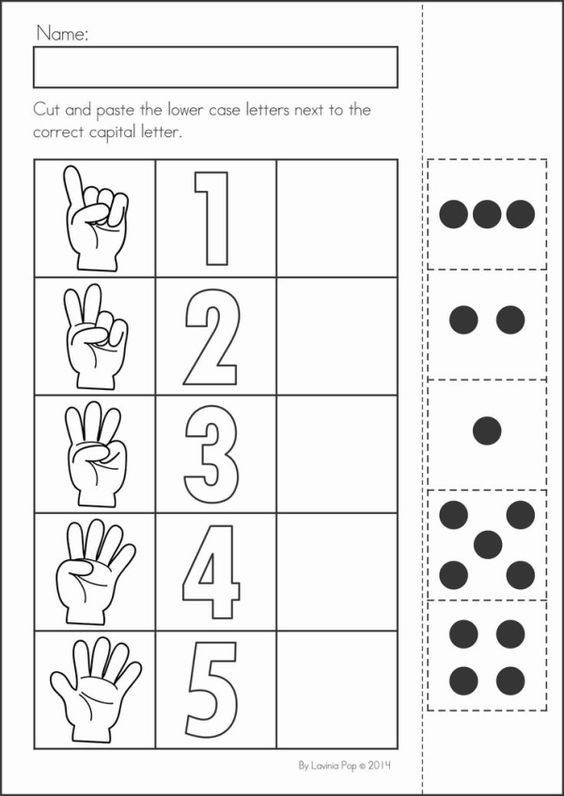 Name:
Cut and paste the lower case letters next to the
correct capital letter.
1
2
3
4
5
By Lavinia Pop © 2014